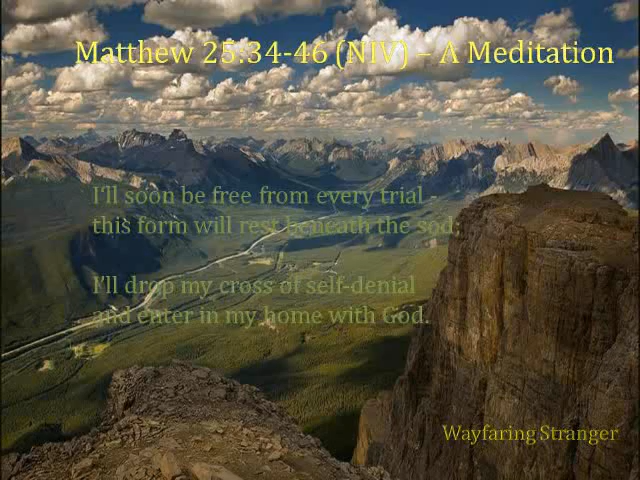 Matthew 25:34-46 (NIV) – A Meditation
I'll soon be free from every trial -
this form will rest beneath the sod;
I'll drop my cross of self-denial
and enter in my home with God.
Wayfaring Stranger